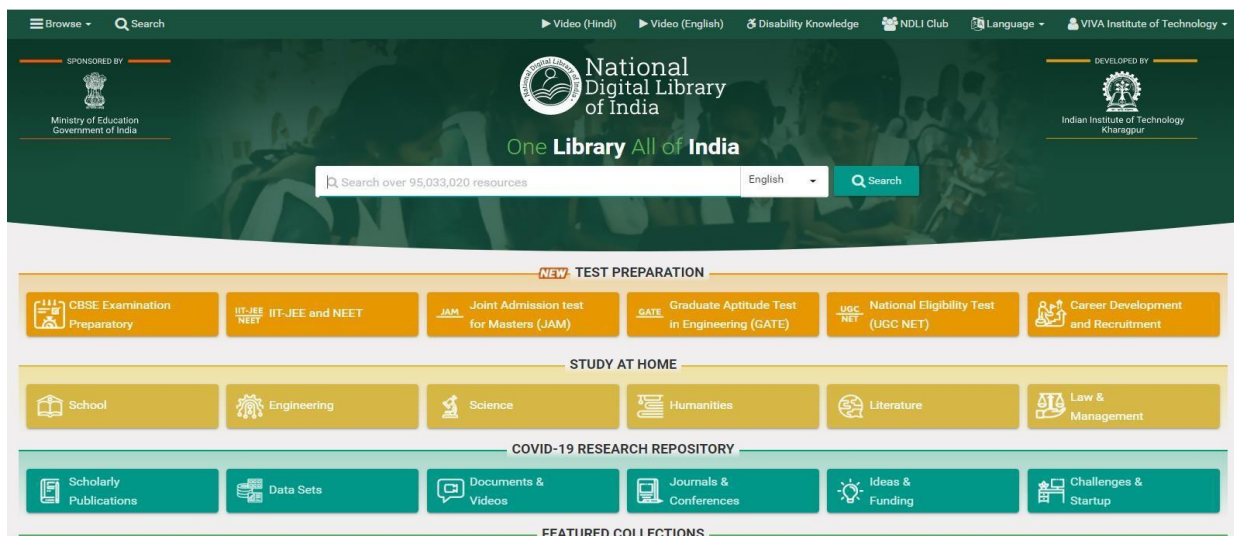 Browse
Search
Video (Hindi)
Video (English)
Disability Knowledge
NDLI Club
Language
VIVA Institute of Technology
SPONSORED BY
Ministry of Education
Government of India
National Digital Library of India
National
Digital Library
of India
One Library All of India
DEVELOPED BY
Indian Institute of Technology
Kharagpur
Search over 95,033,020 resources
English
Search
NEW TEST PREPARATION
CBSE Examination
Preparatory
IIT-JEE
NEET
IIT-JEE and NEET
JAM
Joint Admission test
for Masters (JAM)
GATE
Graduate Aptitude Test
in Engineering (GATE)
UGC
NET
National Eligibility Test
(UGC NET)
Career Development
and Recruitment
STUDY AT HOME
School
Engineering
Science
Humanities
Literature
Law &
Management
COVID-19 RESEARCH REPOSITORY
Scholarly
Publications
Data Sets
Documents &
Videos
Journals &
Conferences
Ideas &
Funding
Challenges &
Startup
FEATURED COLLECTIONS